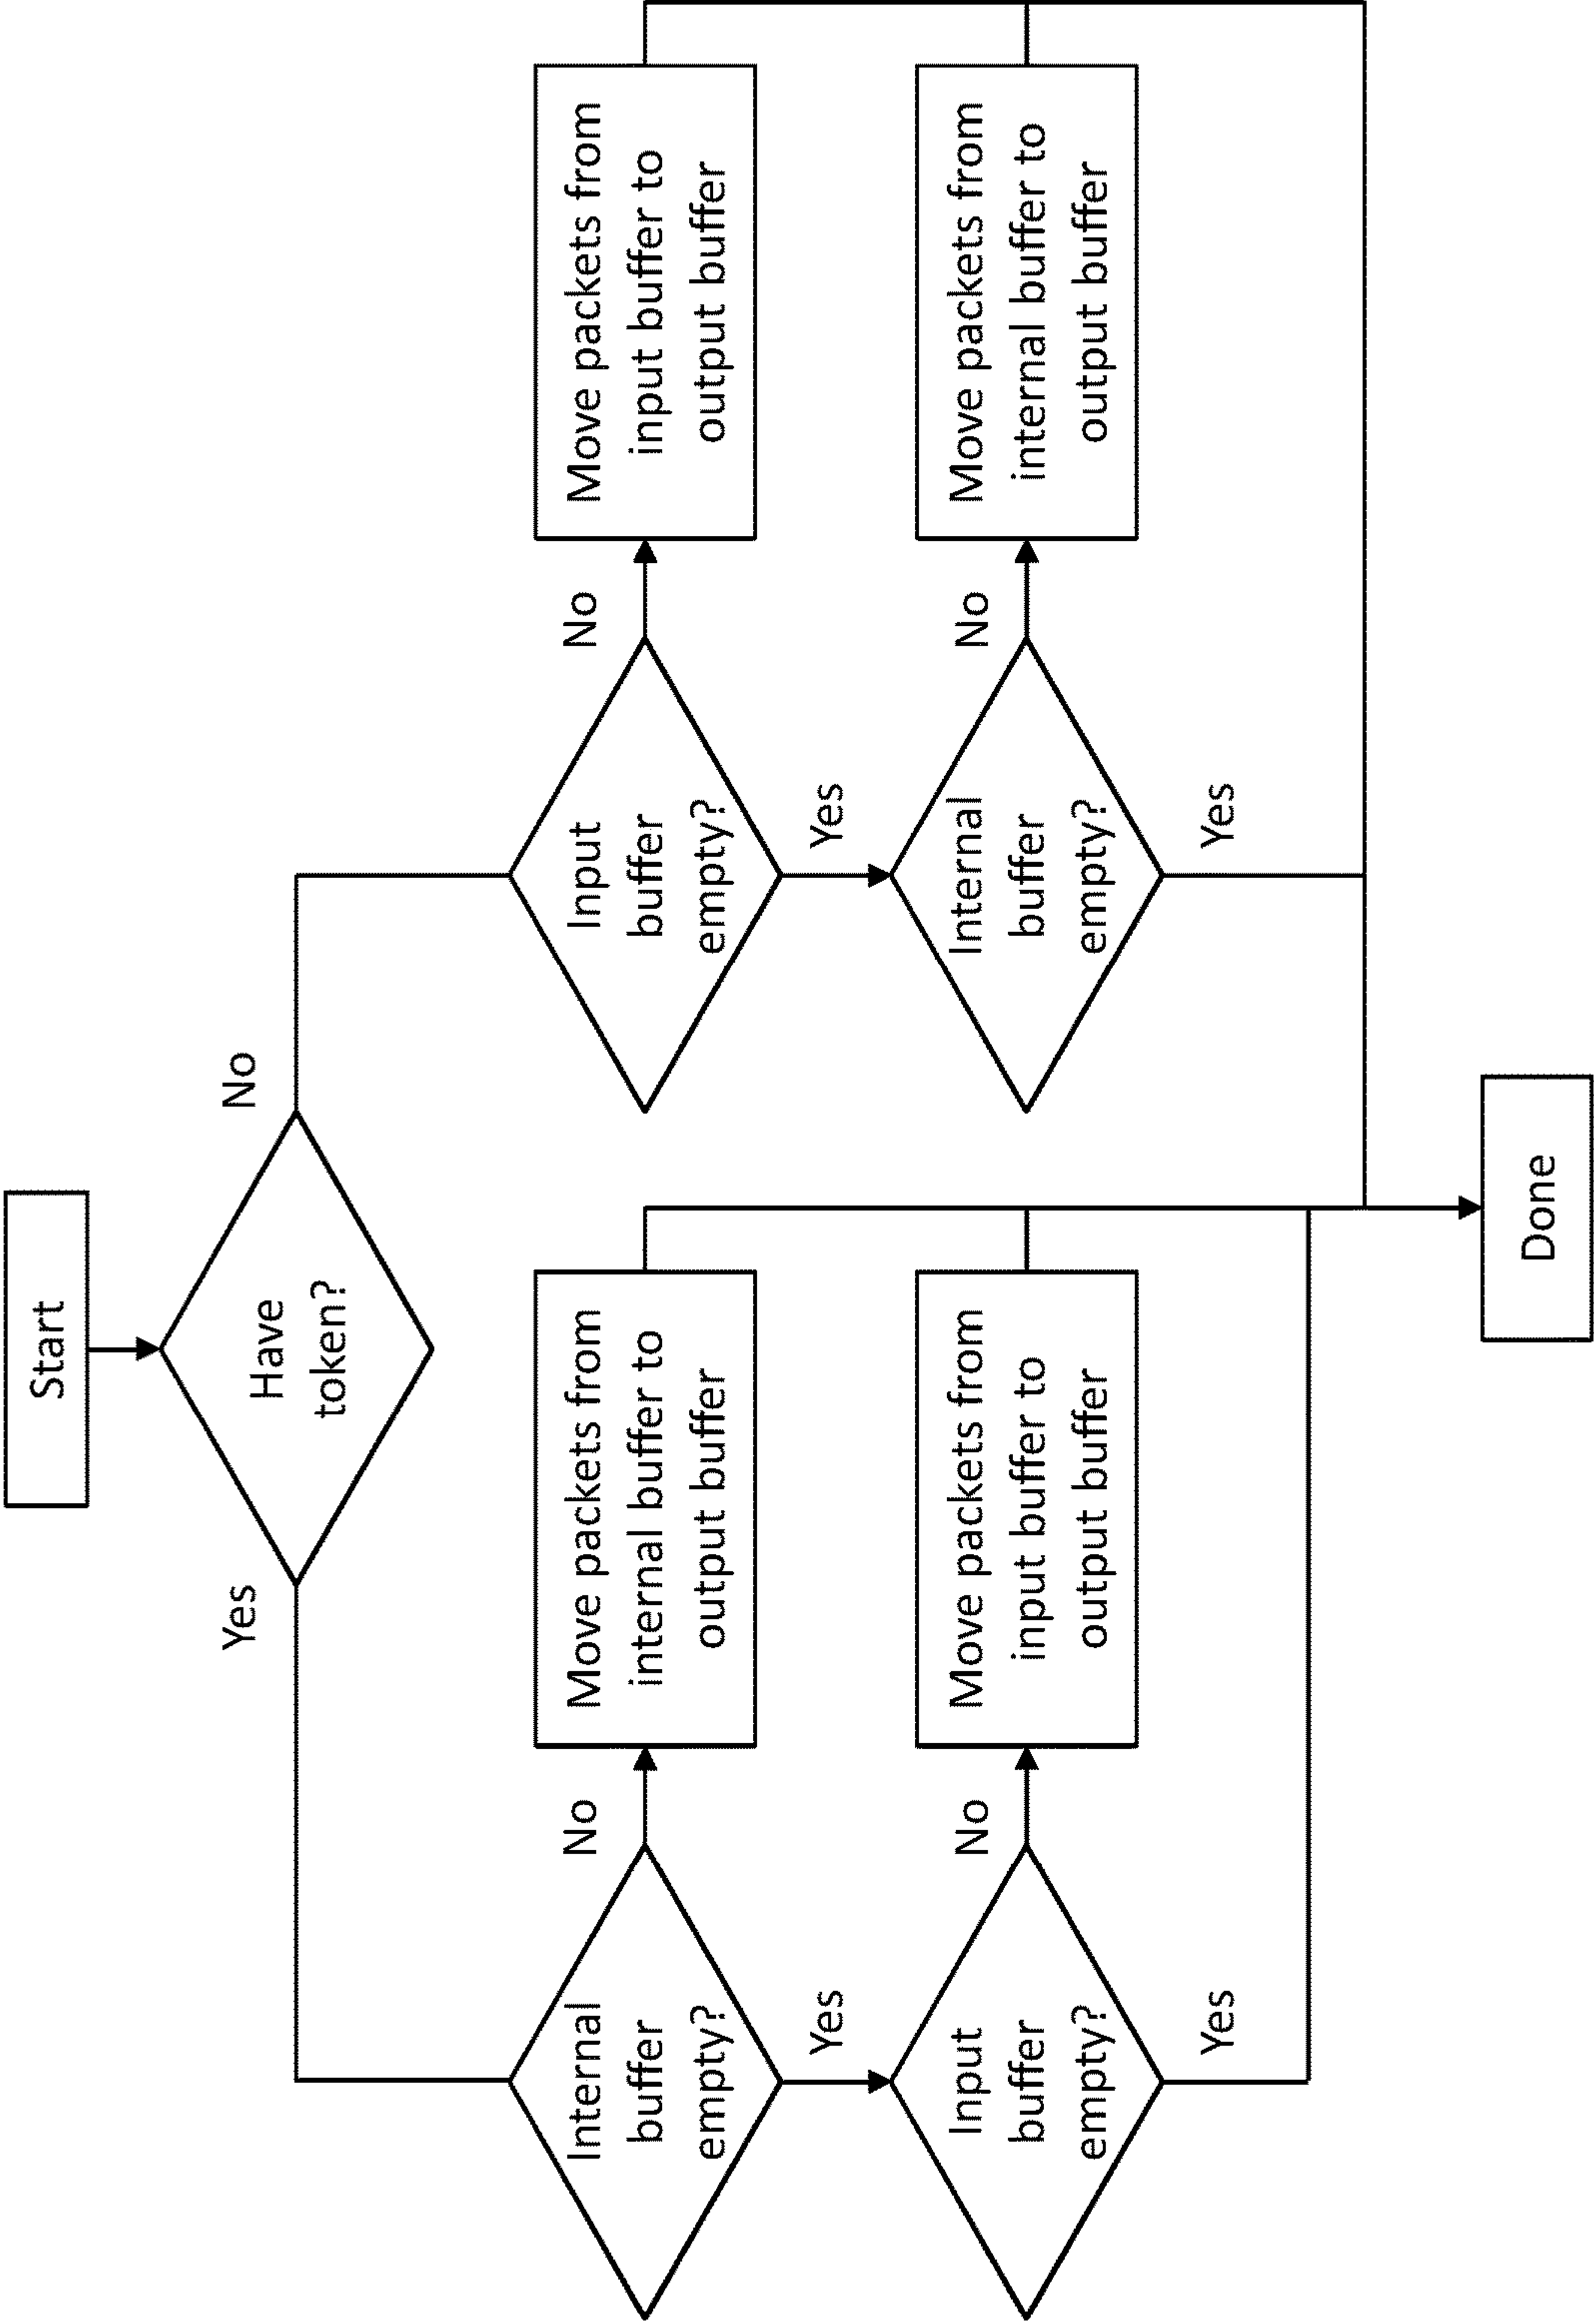 Start
Have
token?
Yes
No
Internal
buffer
empty?
No
Move packets from
internal buffer to
output buffer
Input
buffer
empty?
No
Move packets from
input buffer to
output buffer
Yes
Yes
Input
buffer
empty?
No
Move packets from
input buffer to
output buffer
Internal
buffer
empty?
No
Move packets from
internal buffer to
output buffer
Yes
Yes
Done